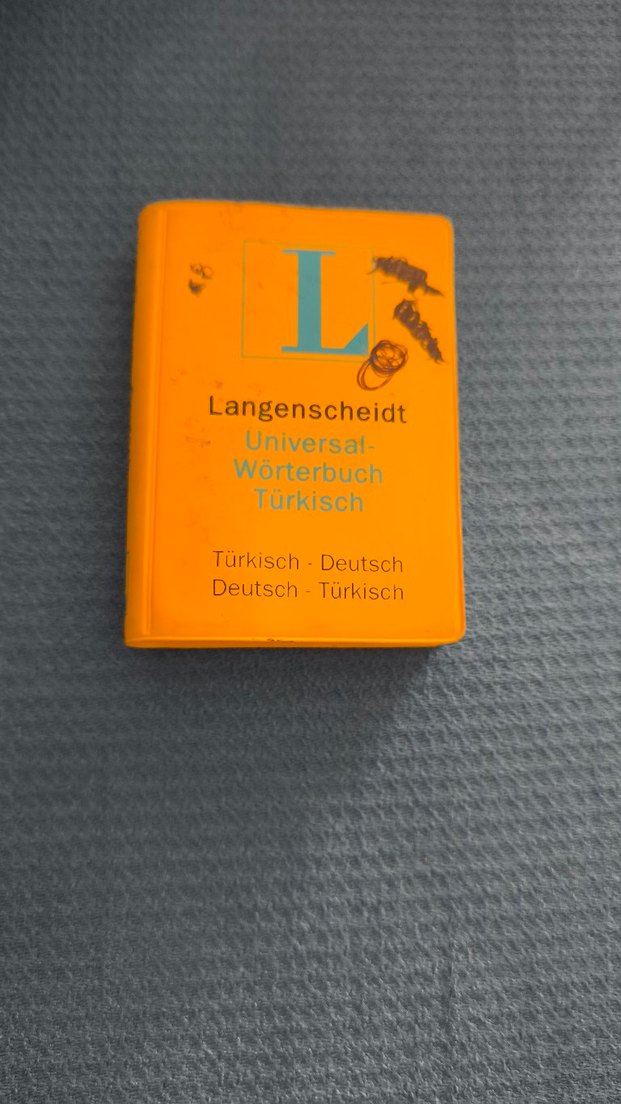 L
Langenscheidt
Universal-
Wörterbuch
Türkisch
Türkisch - Deutsch
Deutsch - Türkisch